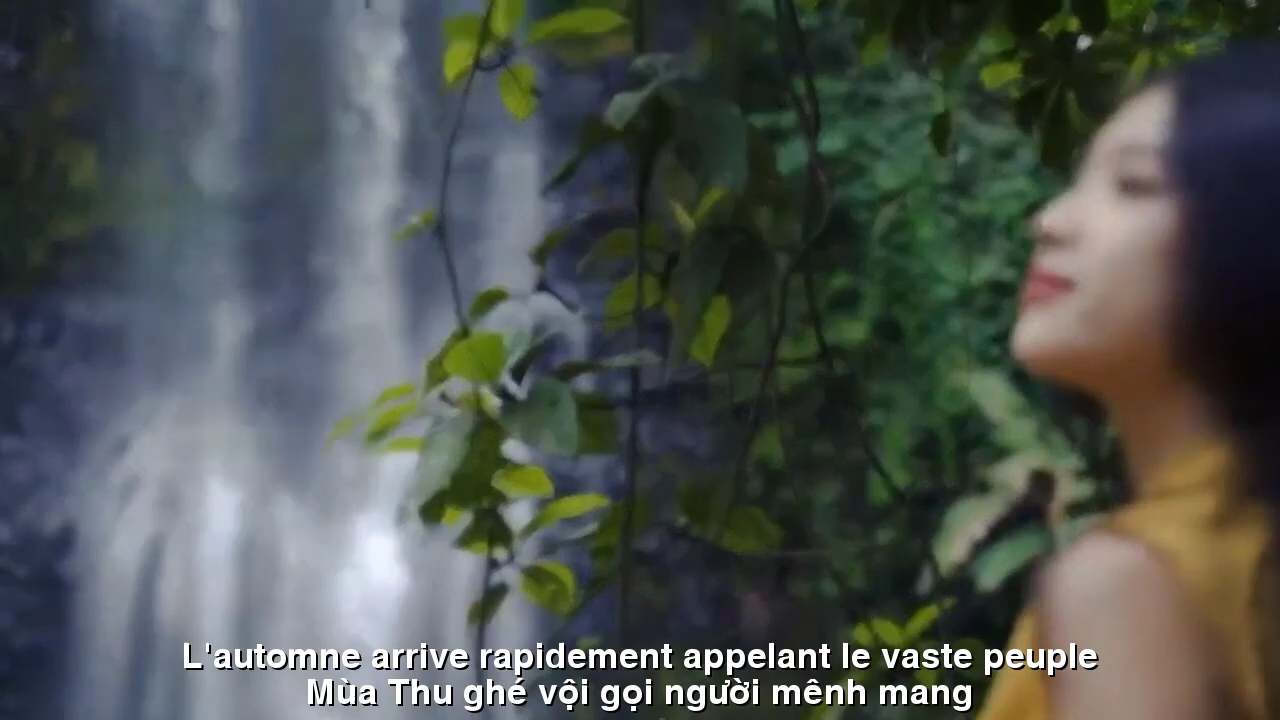 L'automne arrive rapidement appelant le vaste peuple
Mùa Thu ghé vội gọi người mênh mang